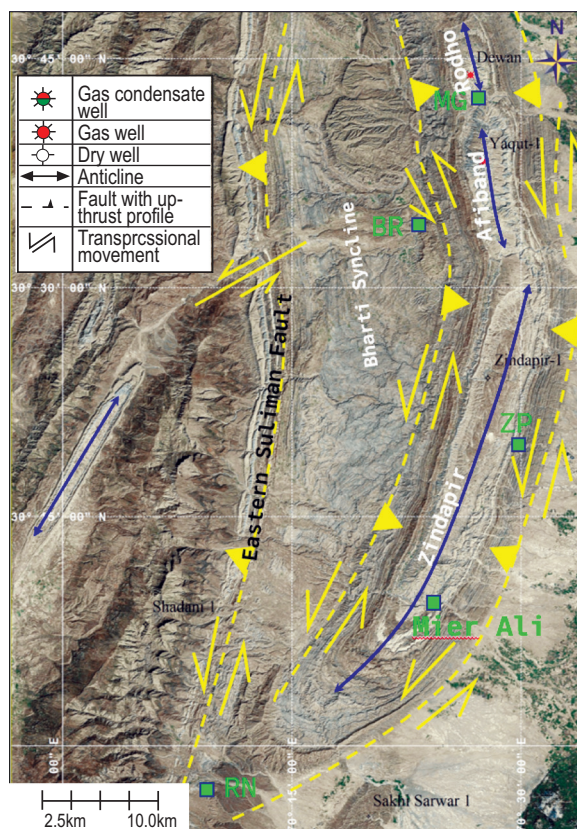 N
30° 45' 00" N
Rodho
Dewan
MG
Gas condensate
well
Gas well
Dry well
Anticline
Fault with up-
thrust profile
Transprcssional
movement
Yaqut-1
Afiband
BR
Bharti Syncline
30° 30' 00" N
Eastern Suliman Fault
Zindapir-1
ZP
Zindapir
30° 15' 00" N
Shadani 1
Mier Ali
00" E
RN
70° 15' 00" E
Sakhi Sarwar 1
° 30' 00" E
2.5km
10.0km